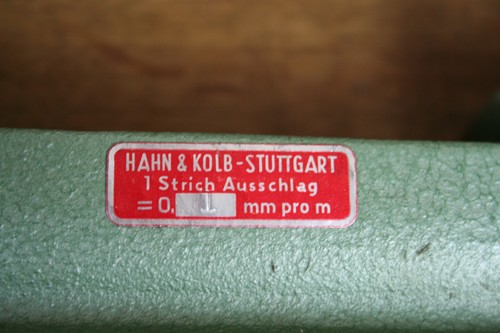 HAHN & KOLB-STUTTGART
1 Strich Ausschlag
= 0,1 mm pro m